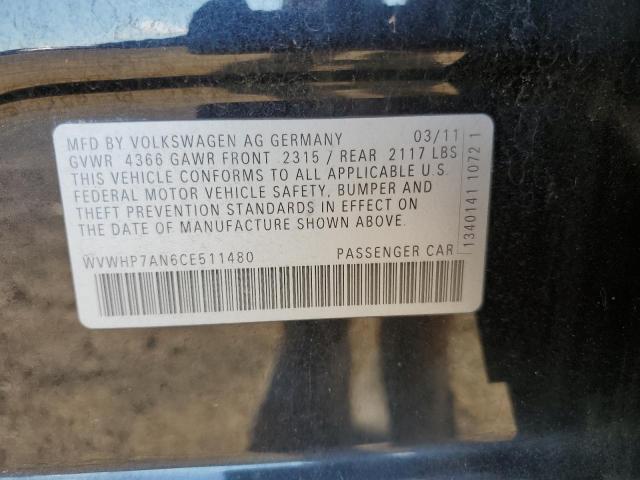 MFD BY VOLKSWAGEN AG GERMANY 03/11
GVWR 4366 GAWR FRONT 2315 / REAR 2117 LBS
THIS VEHICLE CONFORMS TO ALL APPLICABLE U.S.
FEDERAL MOTOR VEHICLE SAFETY, BUMPER AND
THEFT PREVENTION STANDARDS IN EFFECT ON
THE DATE OF MANUFACTURE SHOWN ABOVE.
WVWHP7AN6CE511480 PASSENGER CAR
1340141 1072 1